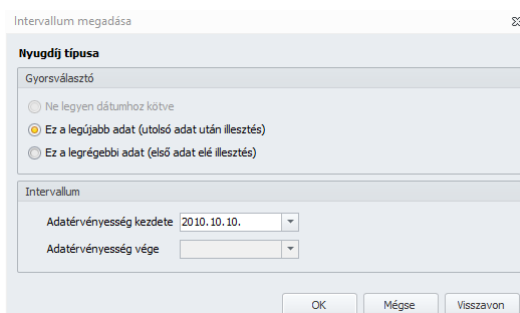 Intervallum megadása
Nyugdíj típusa
Gyorsválasztó
Ne legyen dátumhoz kötve
Ez a legújabb adat (utolsó adat után illesztés)
Ez a legrégebbi adat (első adat elé illesztés)
Intervallum
Adatérvényesség kezdete 2010.10.10.
Adatérvényesség vége
OK Mégse Visszavon